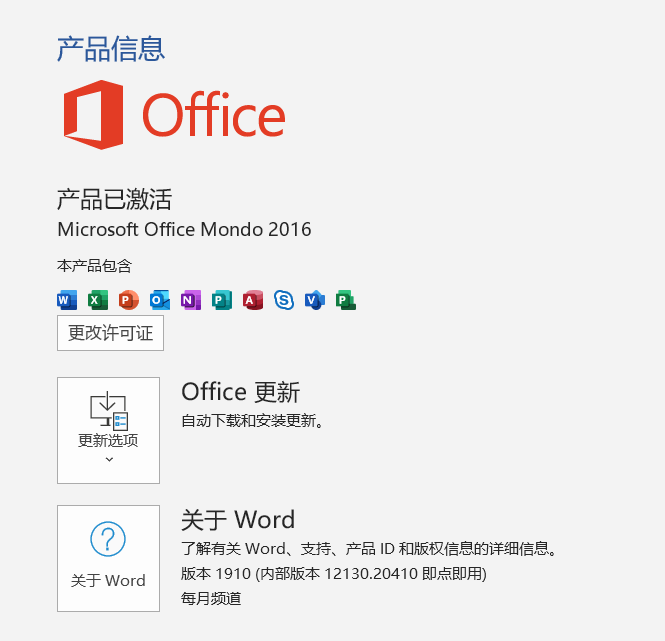 产品信息
Office
产品已激活
Microsoft Office Mondo 2016
本产品包含
W X P O N P A S V P
更改许可证
更新选项
Office 更新
自动下载和安装更新。
关于 Word
关于 Word
了解有关 Word、支持、产品 ID 和版权信息的详细信息。
版本 1910 (内部版本 12130.20410 即点即用)
每月频道